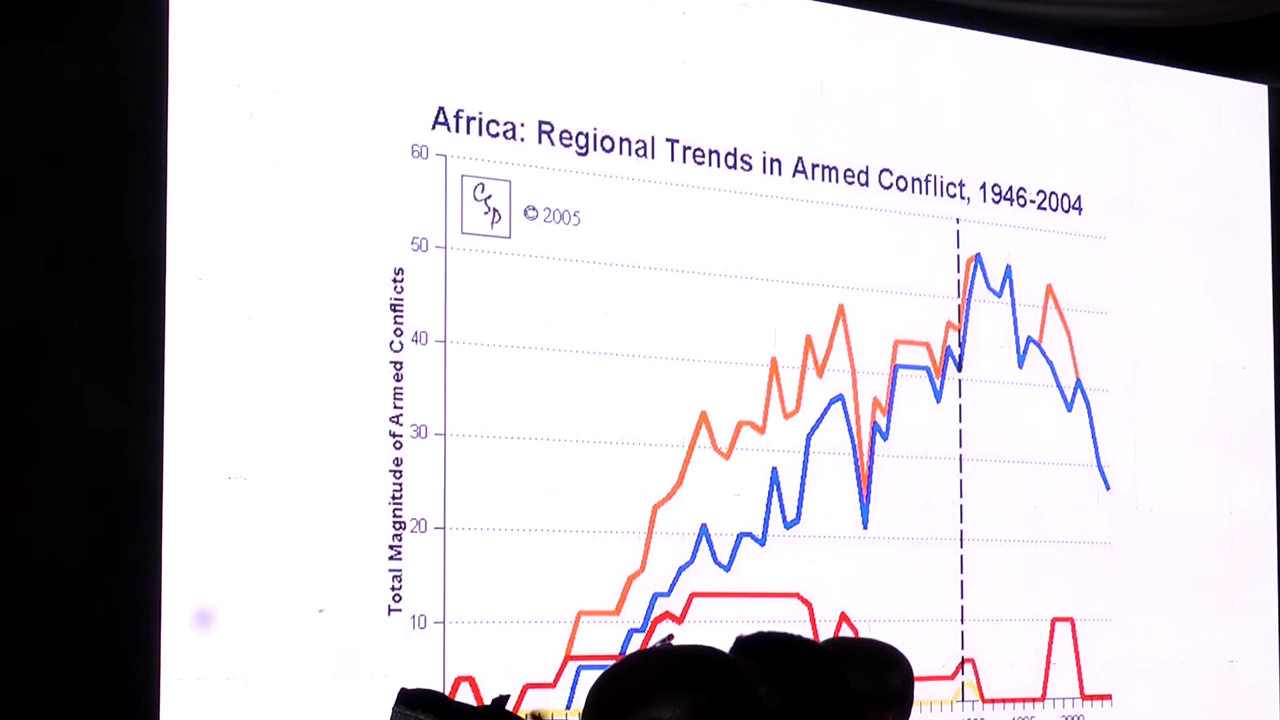 Africa: Regional Trends in Armed Conflict, 1946-2004
60
CSP
© 2005
50
40
30
20
10
Total Magnitude of Armed Conflicts